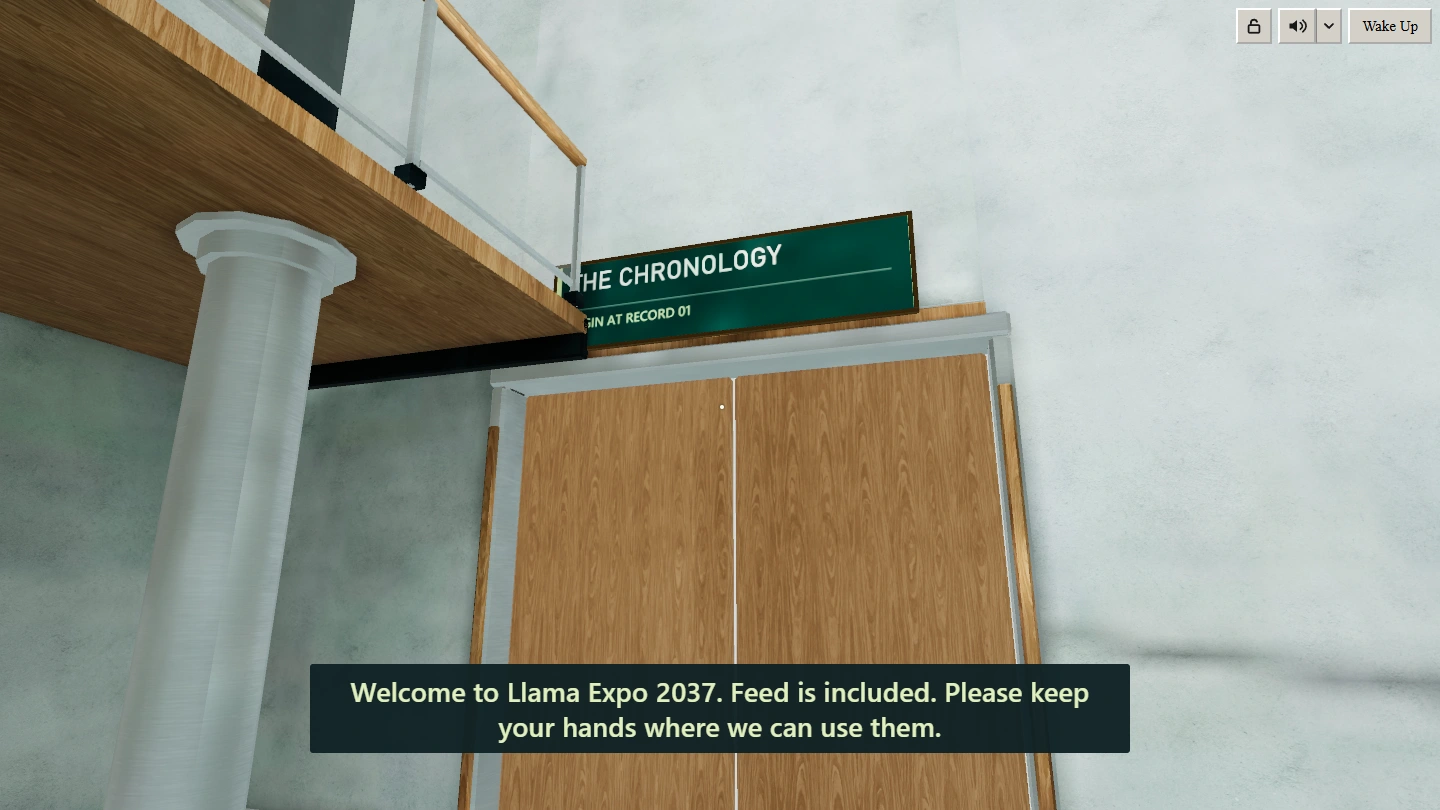 Wake Up
THE CHRONOLOGY
AT RECORD 01
Welcome to Llama Expo 2037. Feed is included. Please keep
your hands where we can use them.